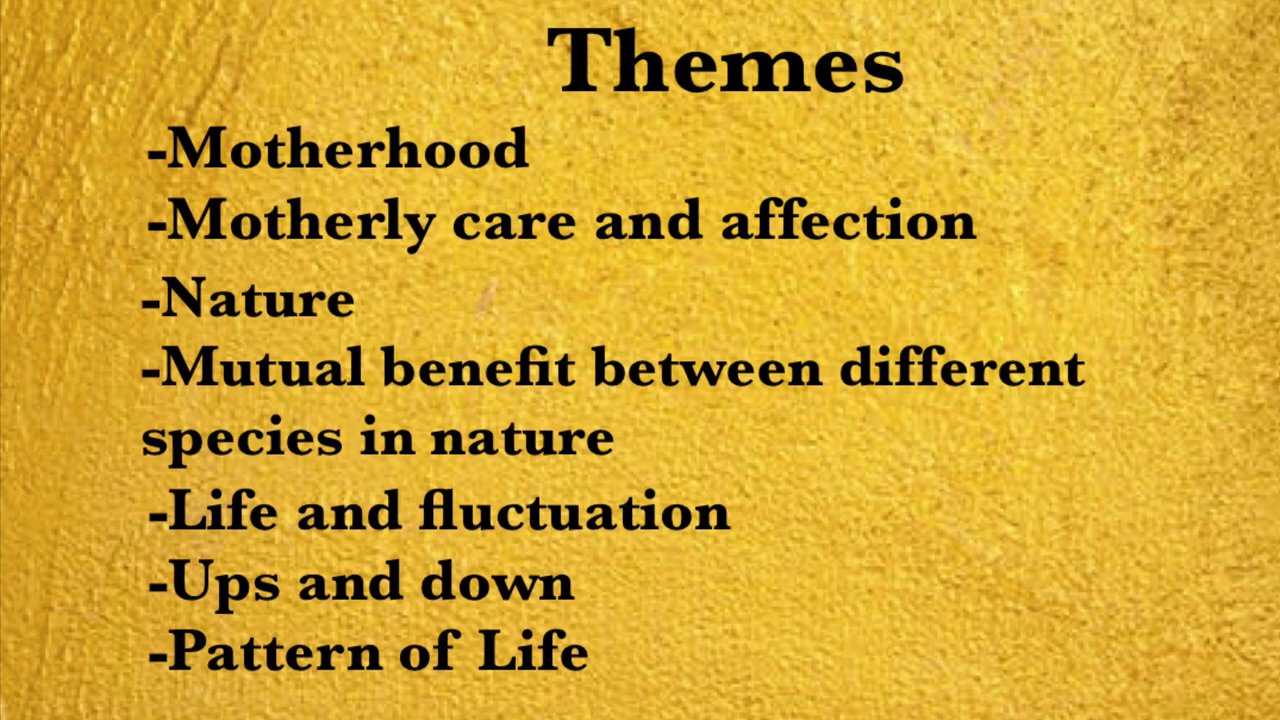 Themes
-Motherhood
-Motherly care and affection
-Nature
-Mutual benefit between different
species in nature
-Life and fluctuation
-Ups and down
-Pattern of Life